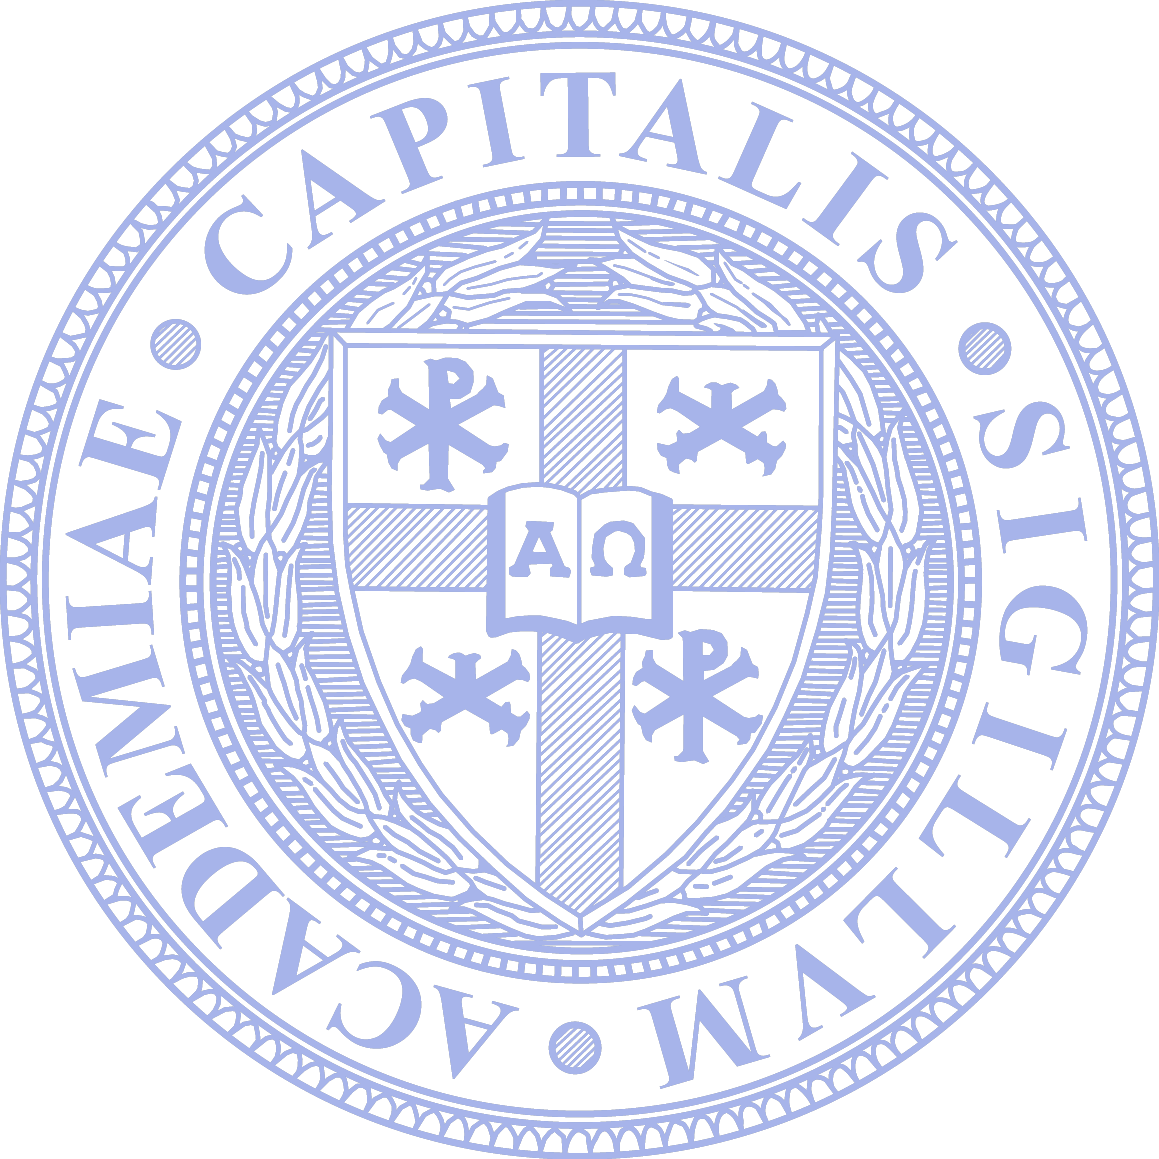 ACADEMIAE • CAPITALIS • SIGILLVM •
Α Ω